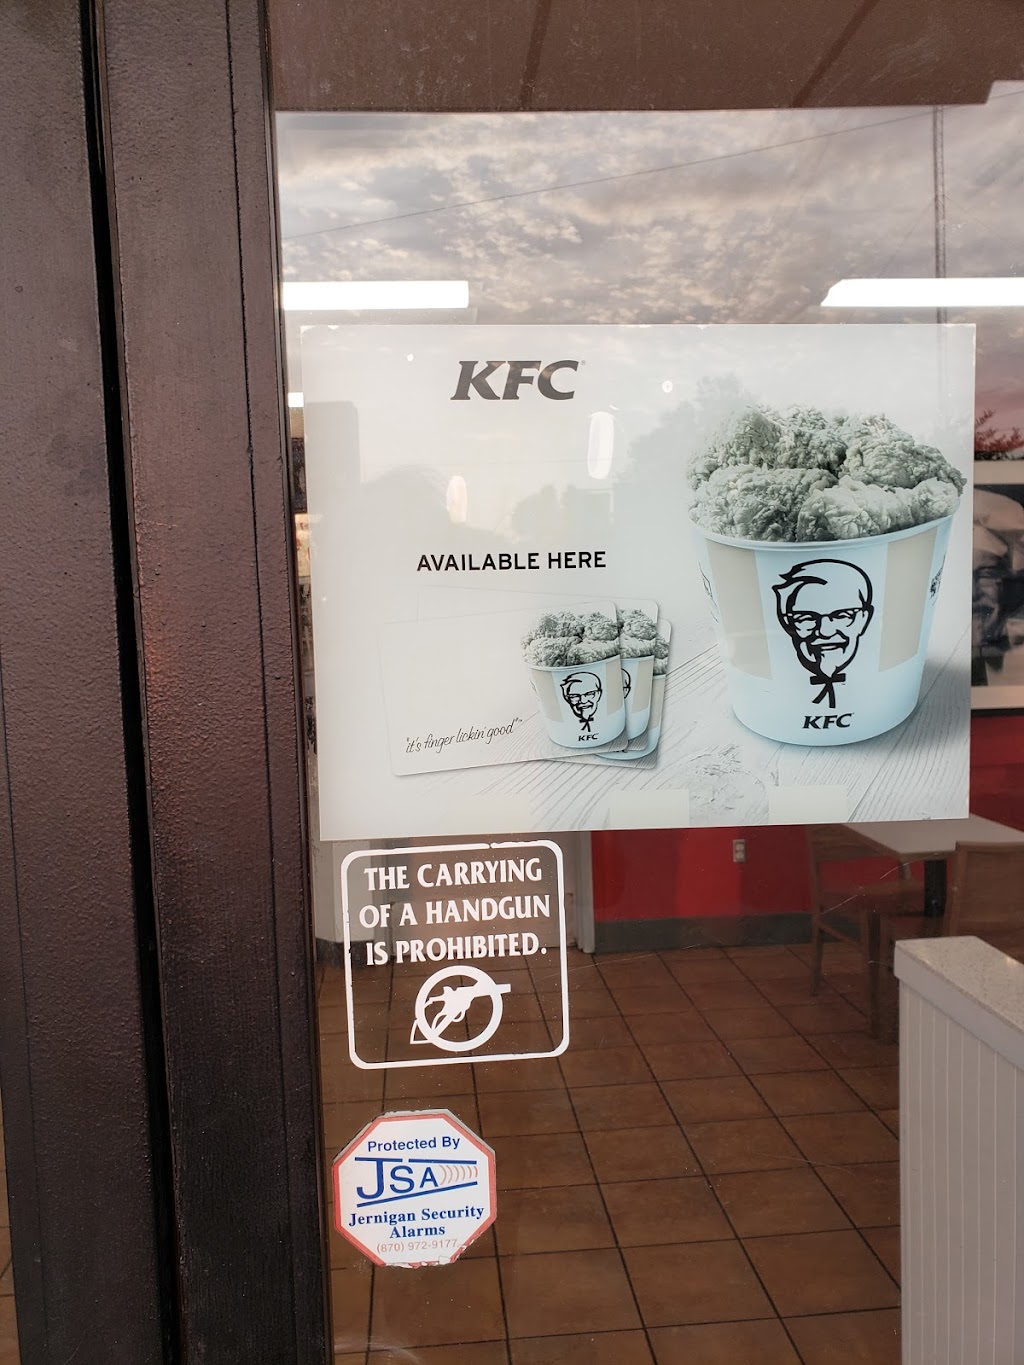 KFC
AVAILABLE HERE
"it's finger lickin' good"™
KFC
KFC
THE CARRYING
OF A HANDGUN
IS PROHIBITED.
Protected By
JSA
Jernigan Security
Alarms
(870) 972-9177